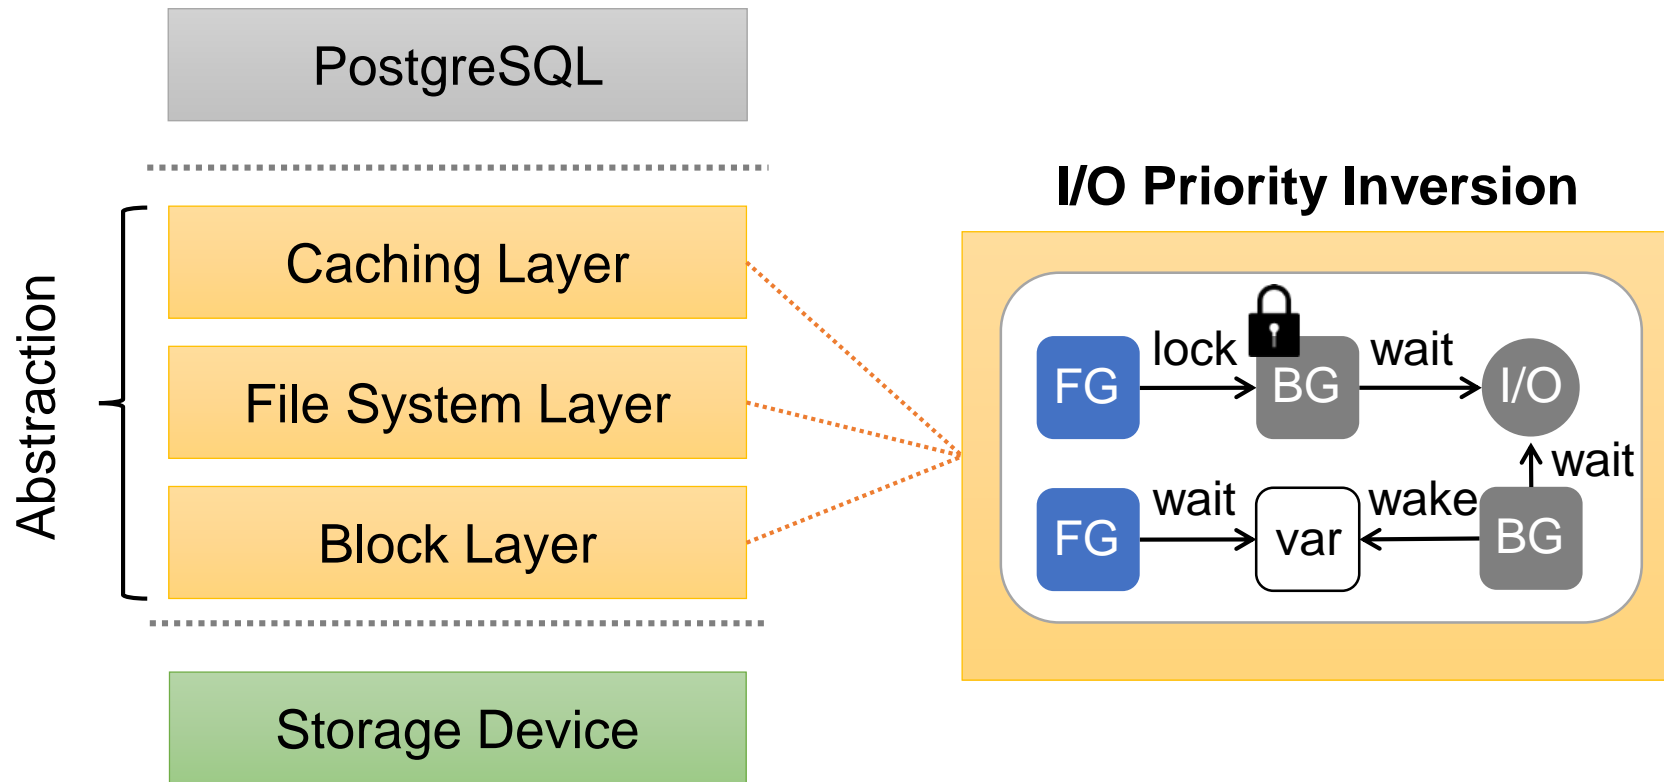 PostgreSQL
Abstraction
Caching Layer
File System Layer
Block Layer
Storage Device
I/O Priority Inversion
FG lock BG wait I/O
wait
FG wait var wake BG